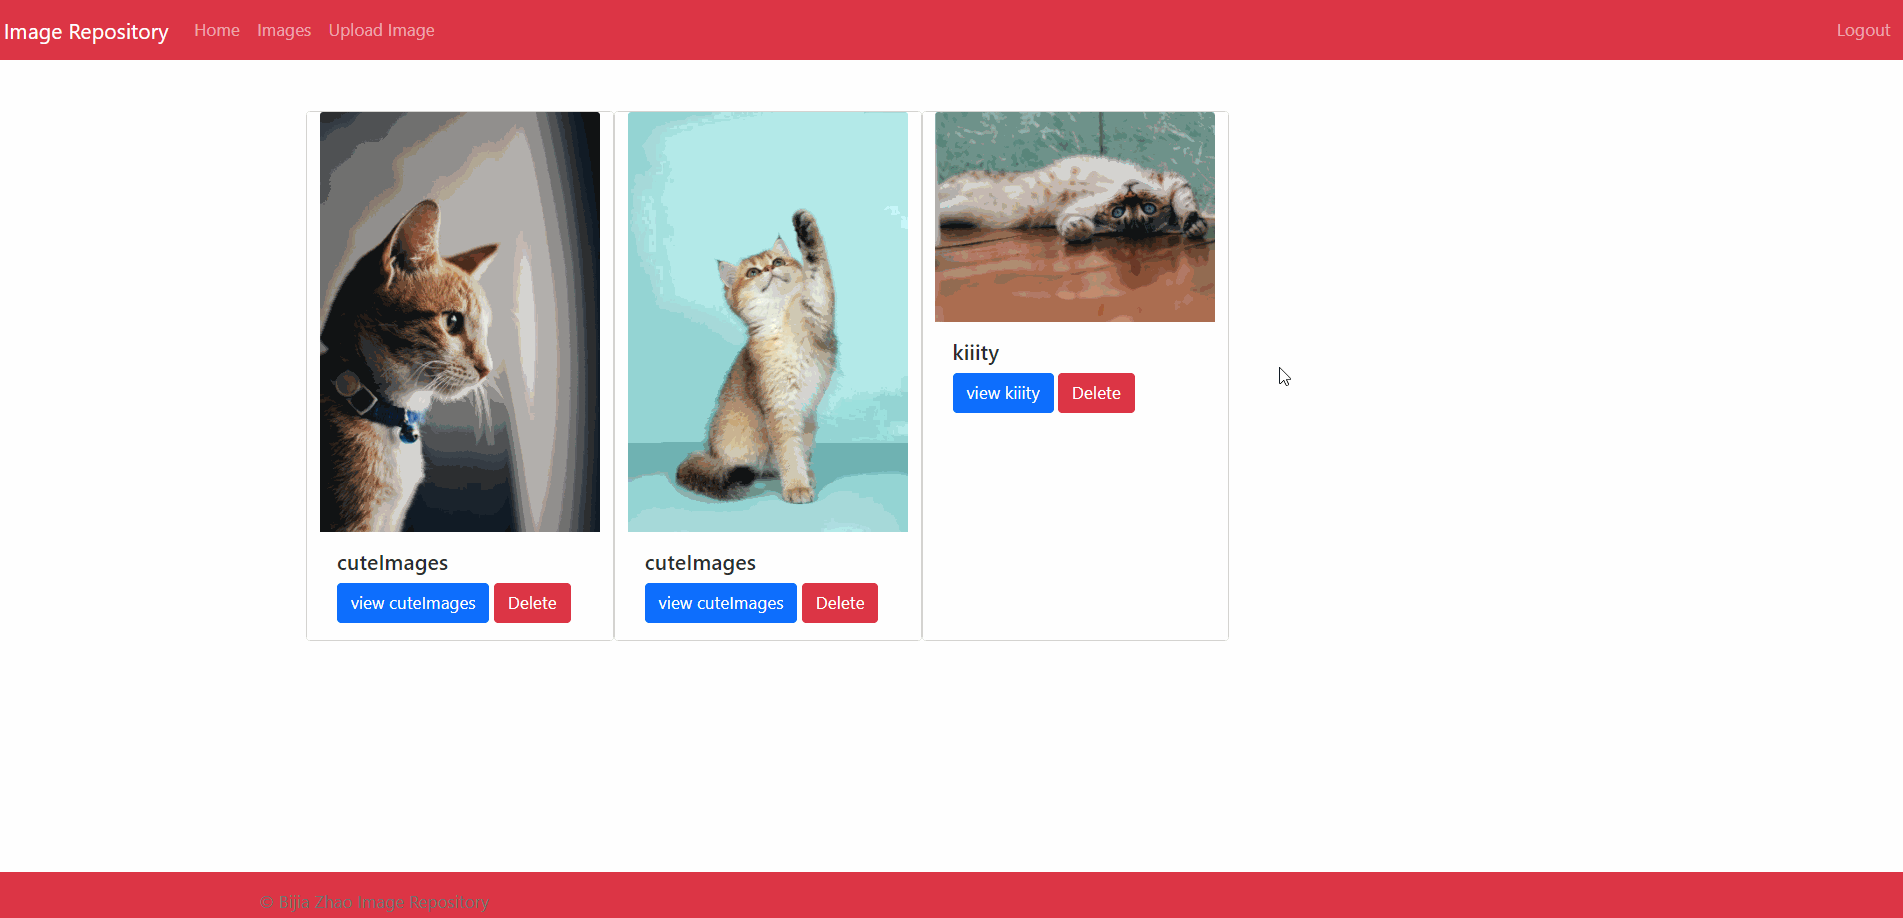 Image Repository Home Images Upload Image Logout
cuteImages
view cuteImages Delete
cuteImages
view cuteImages Delete
kiiity
view kiiity Delete
© Bijia Zhao Image Repository